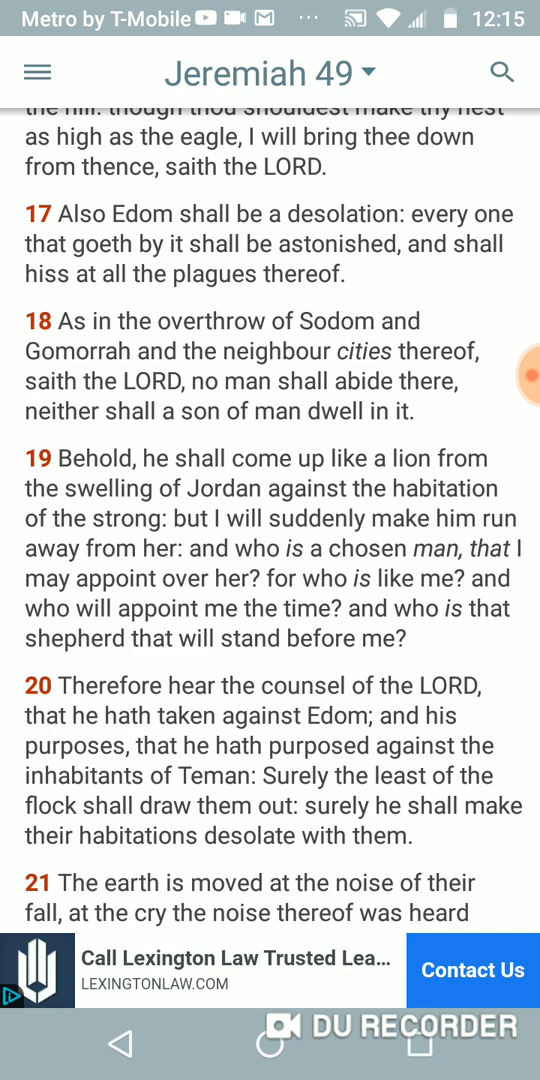 Metro by T-Mobile ... 12:15
Jeremiah 49
the hill: though thou shouldest make thy nest
as high as the eagle, I will bring thee down
from thence, saith the LORD.
17 Also Edom shall be a desolation: every one
that goeth by it shall be astonished, and shall
hiss at all the plagues thereof.
18 As in the overthrow of Sodom and
Gomorrah and the neighbour cities thereof,
saith the LORD, no man shall abide there,
neither shall a son of man dwell in it.
19 Behold, he shall come up like a lion from
the swelling of Jordan against the habitation
of the strong: but I will suddenly make him run
away from her: and who is a chosen man, that I
may appoint over her? for who is like me? and
who will appoint me the time? and who is that
shepherd that will stand before me?
20 Therefore hear the counsel of the LORD,
that he hath taken against Edom; and his
purposes, that he hath purposed against the
inhabitants of Teman: Surely the least of the
flock shall draw them out: surely he shall make
their habitations desolate with them.
21 The earth is moved at the noise of their
fall, at the cry the noise thereof was heard
Call Lexington Law Trusted Lea...
LEXINGTONLAW.COM
Contact Us
DU RECORDER